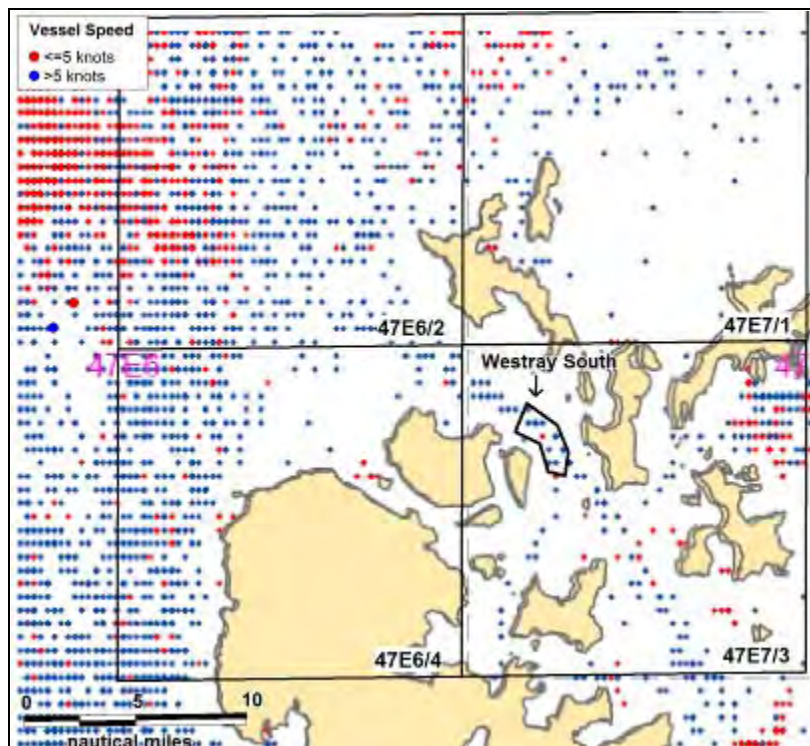 Vessel Speed
<=5 knots
>5 knots
47E6/2
47E7/1
47E6
47
Westray South
47E6/4
47E7/3
0 5 10
nautical miles